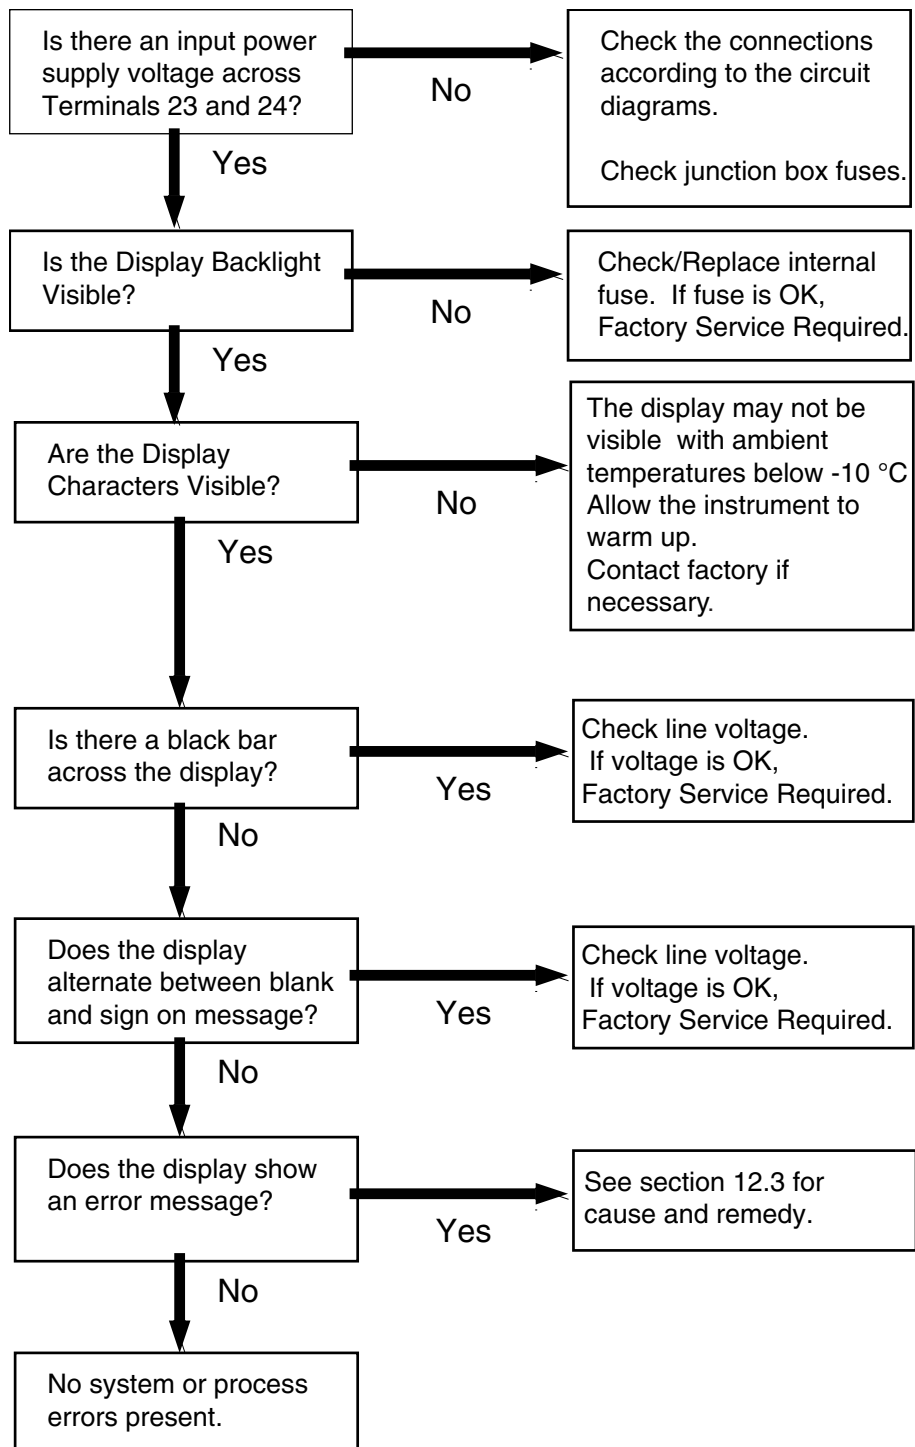 Is there an input power
supply voltage across
Terminals 23 and 24?
No
Check the connections
according to the circuit
diagrams.
Check junction box fuses.
Yes
Is the Display Backlight
Visible?
No
Check/Replace internal
fuse.  If fuse is OK,
Factory Service Required.
Yes
Are the Display
Characters Visible?
No
The display may not be
visible  with ambient
temperatures below -10 °C
Allow the instrument to
warm up.
Contact factory if
necessary.
Yes
Is there a black bar
across the display?
Yes
Check line voltage.
If voltage is OK,
Factory Service Required.
No
Does the display
alternate between blank
and sign on message?
Yes
Check line voltage.
If voltage is OK,
Factory Service Required.
No
Does the display show
an error message?
Yes
See section 12.3 for
cause and remedy.
No
No system or process
errors present.